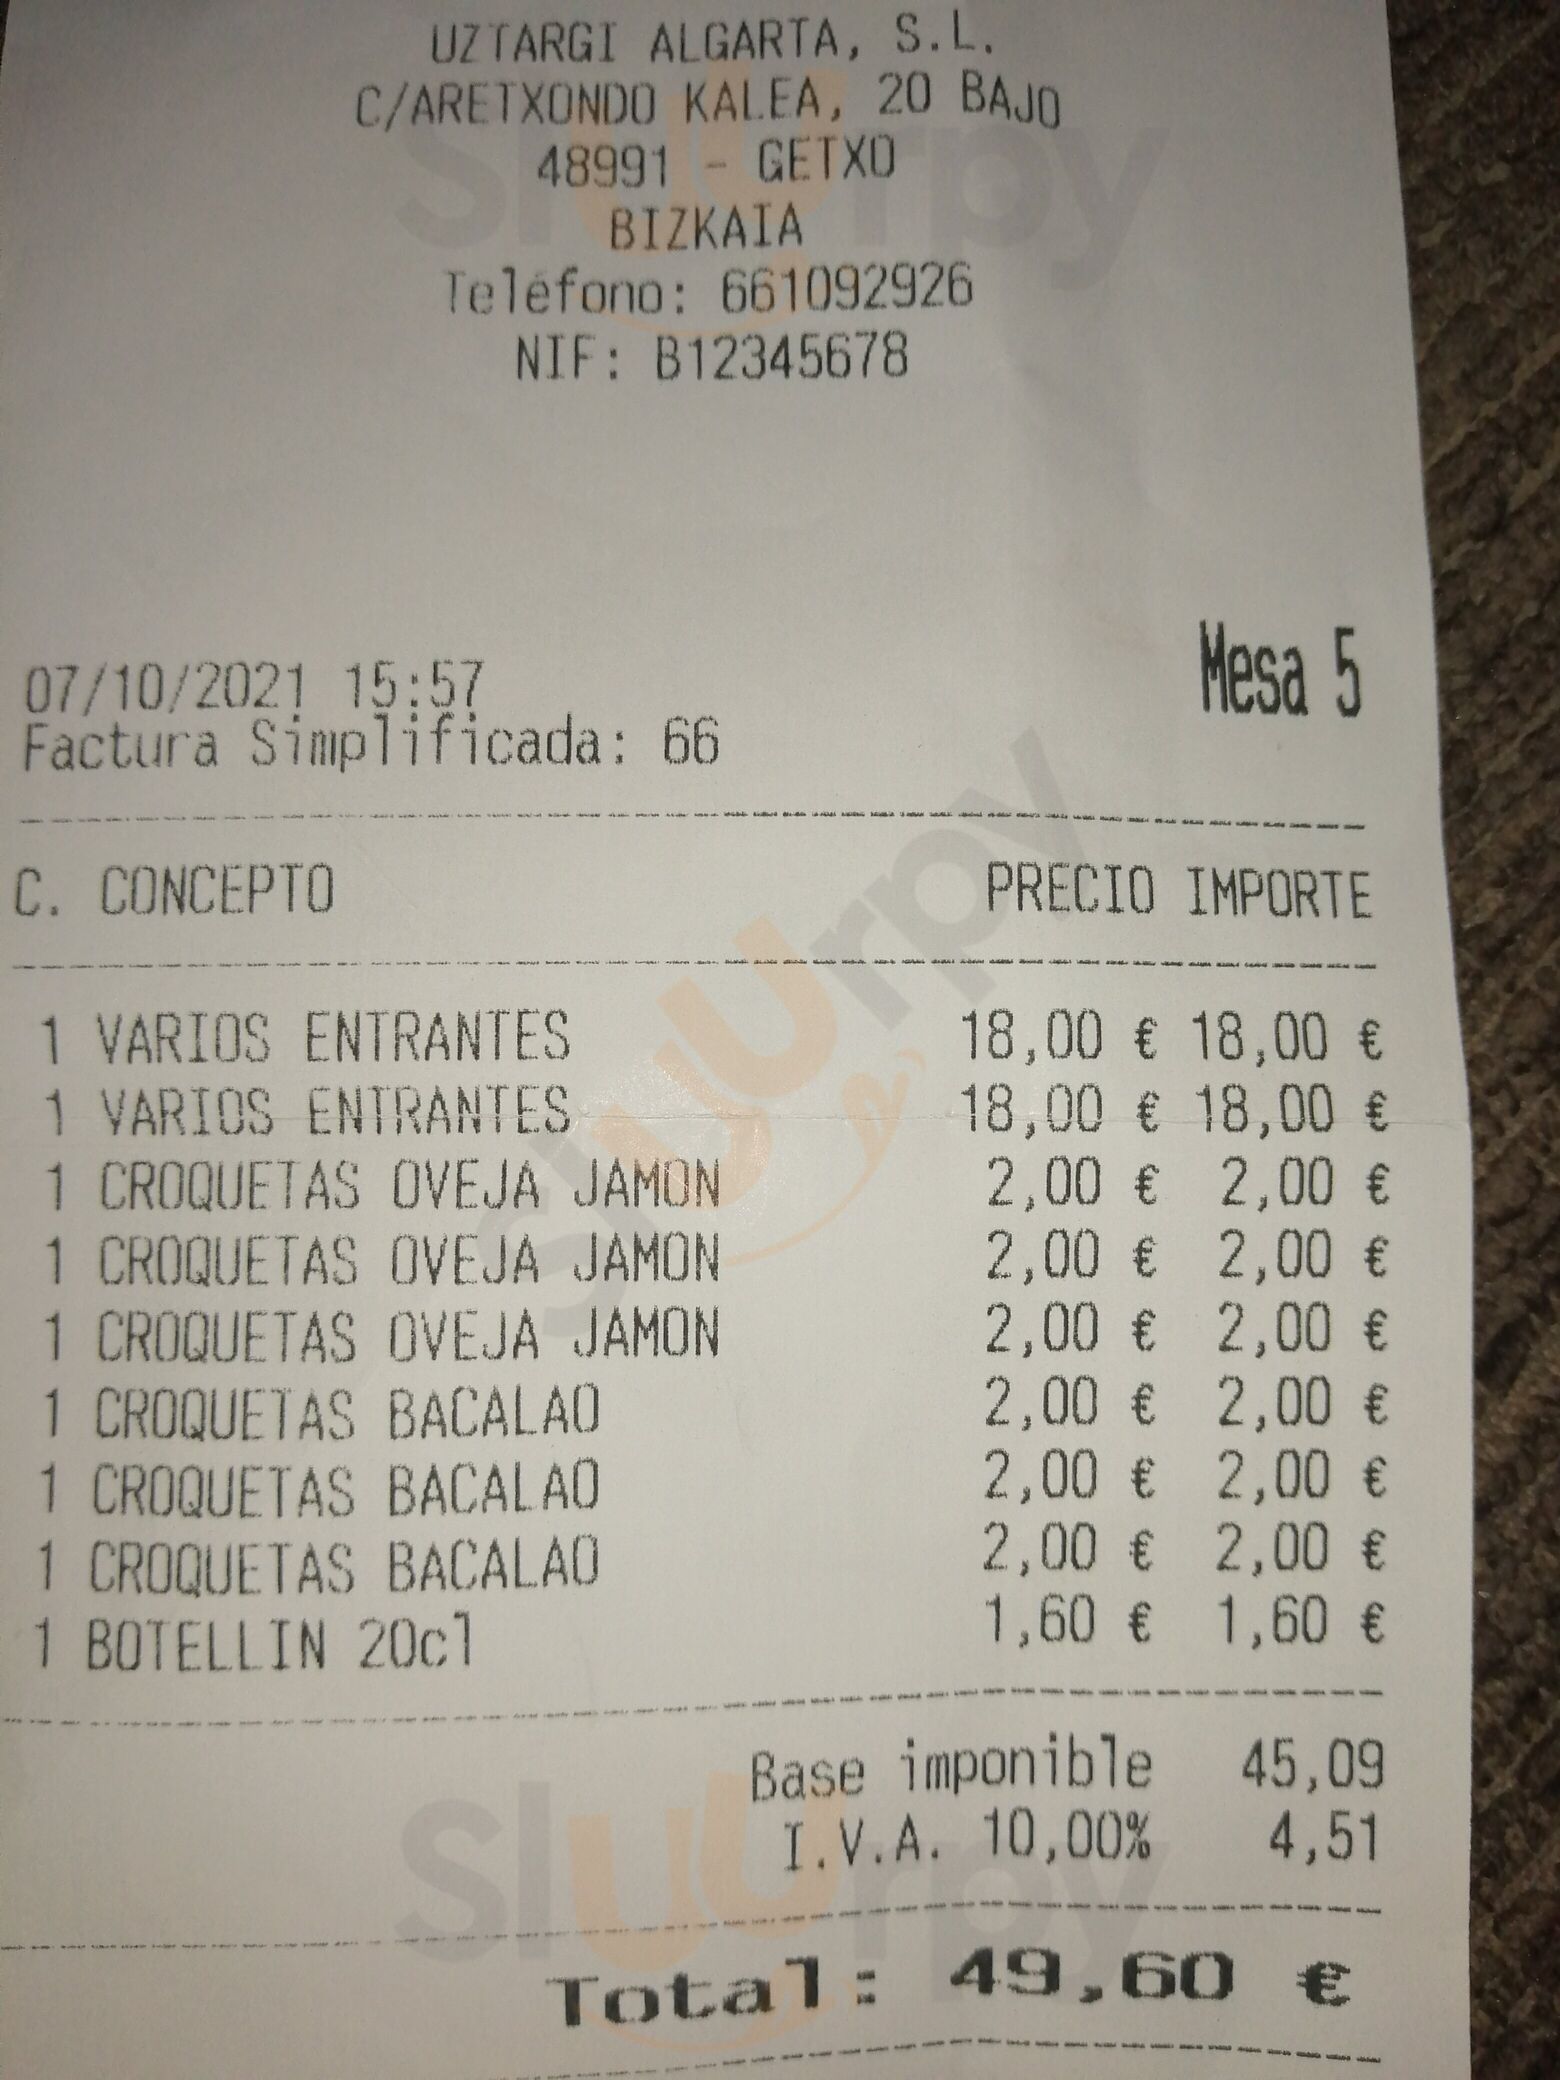 UZTARGI ALGARTA, S.L.
C/ARETXONDO KALEA, 20 BAJO
48991 - GETXO
BIZKAIA
Teléfono: 661092926
NIF: B12345678
Mesa 5
07/10/2021 15:57
Factura Simplificada: 66
C. CONCEPTO PRECIO IMPORTE
1 VARIOS ENTRANTES 18,00 € 18,00 €
1 VARIOS ENTRANTES 18,00 € 18,00 €
1 CROQUETAS OVEJA JAMON 2,00 € 2,00 €
1 CROQUETAS OVEJA JAMON 2,00 € 2,00 €
1 CROQUETAS OVEJA JAMON 2,00 € 2,00 €
1 CROQUETAS BACALAO 2,00 € 2,00 €
1 CROQUETAS BACALAO 2,00 € 2,00 €
1 CROQUETAS BACALAO 2,00 € 2,00 €
1 BOTELLIN 20cl 1,60 € 1,60 €
Base imponible 45,09
I.V.A. 10,00% 4,51
Total: 49,60 €
Sluurpy
Sluurpy
Sluurpy